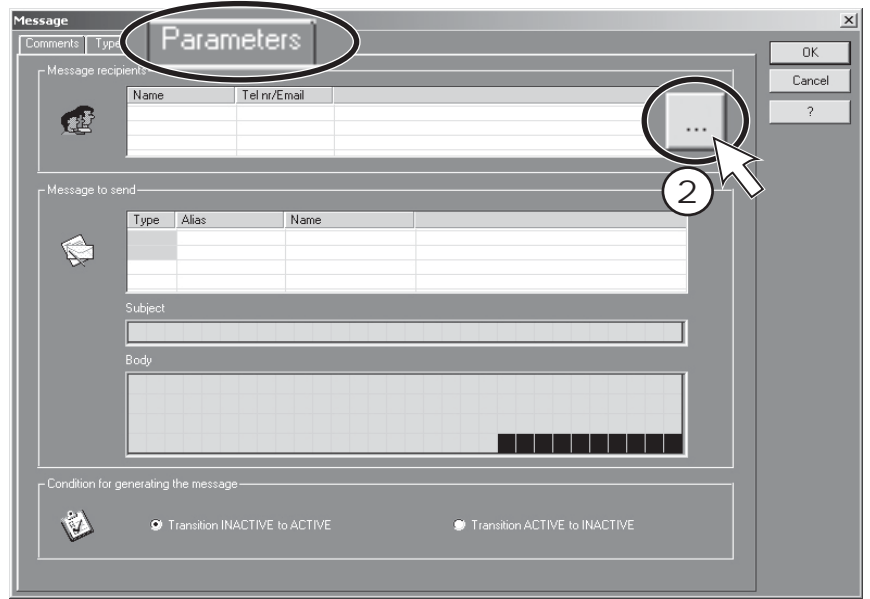 Message
Comments Type Parameters
OK
Cancel
?
Message recipients
Name Tel nr/Email
...
2
Message to send
Type Alias Name
Subject
Body
Condition for generating the message
Transition INACTIVE to ACTIVE Transition ACTIVE to INACTIVE